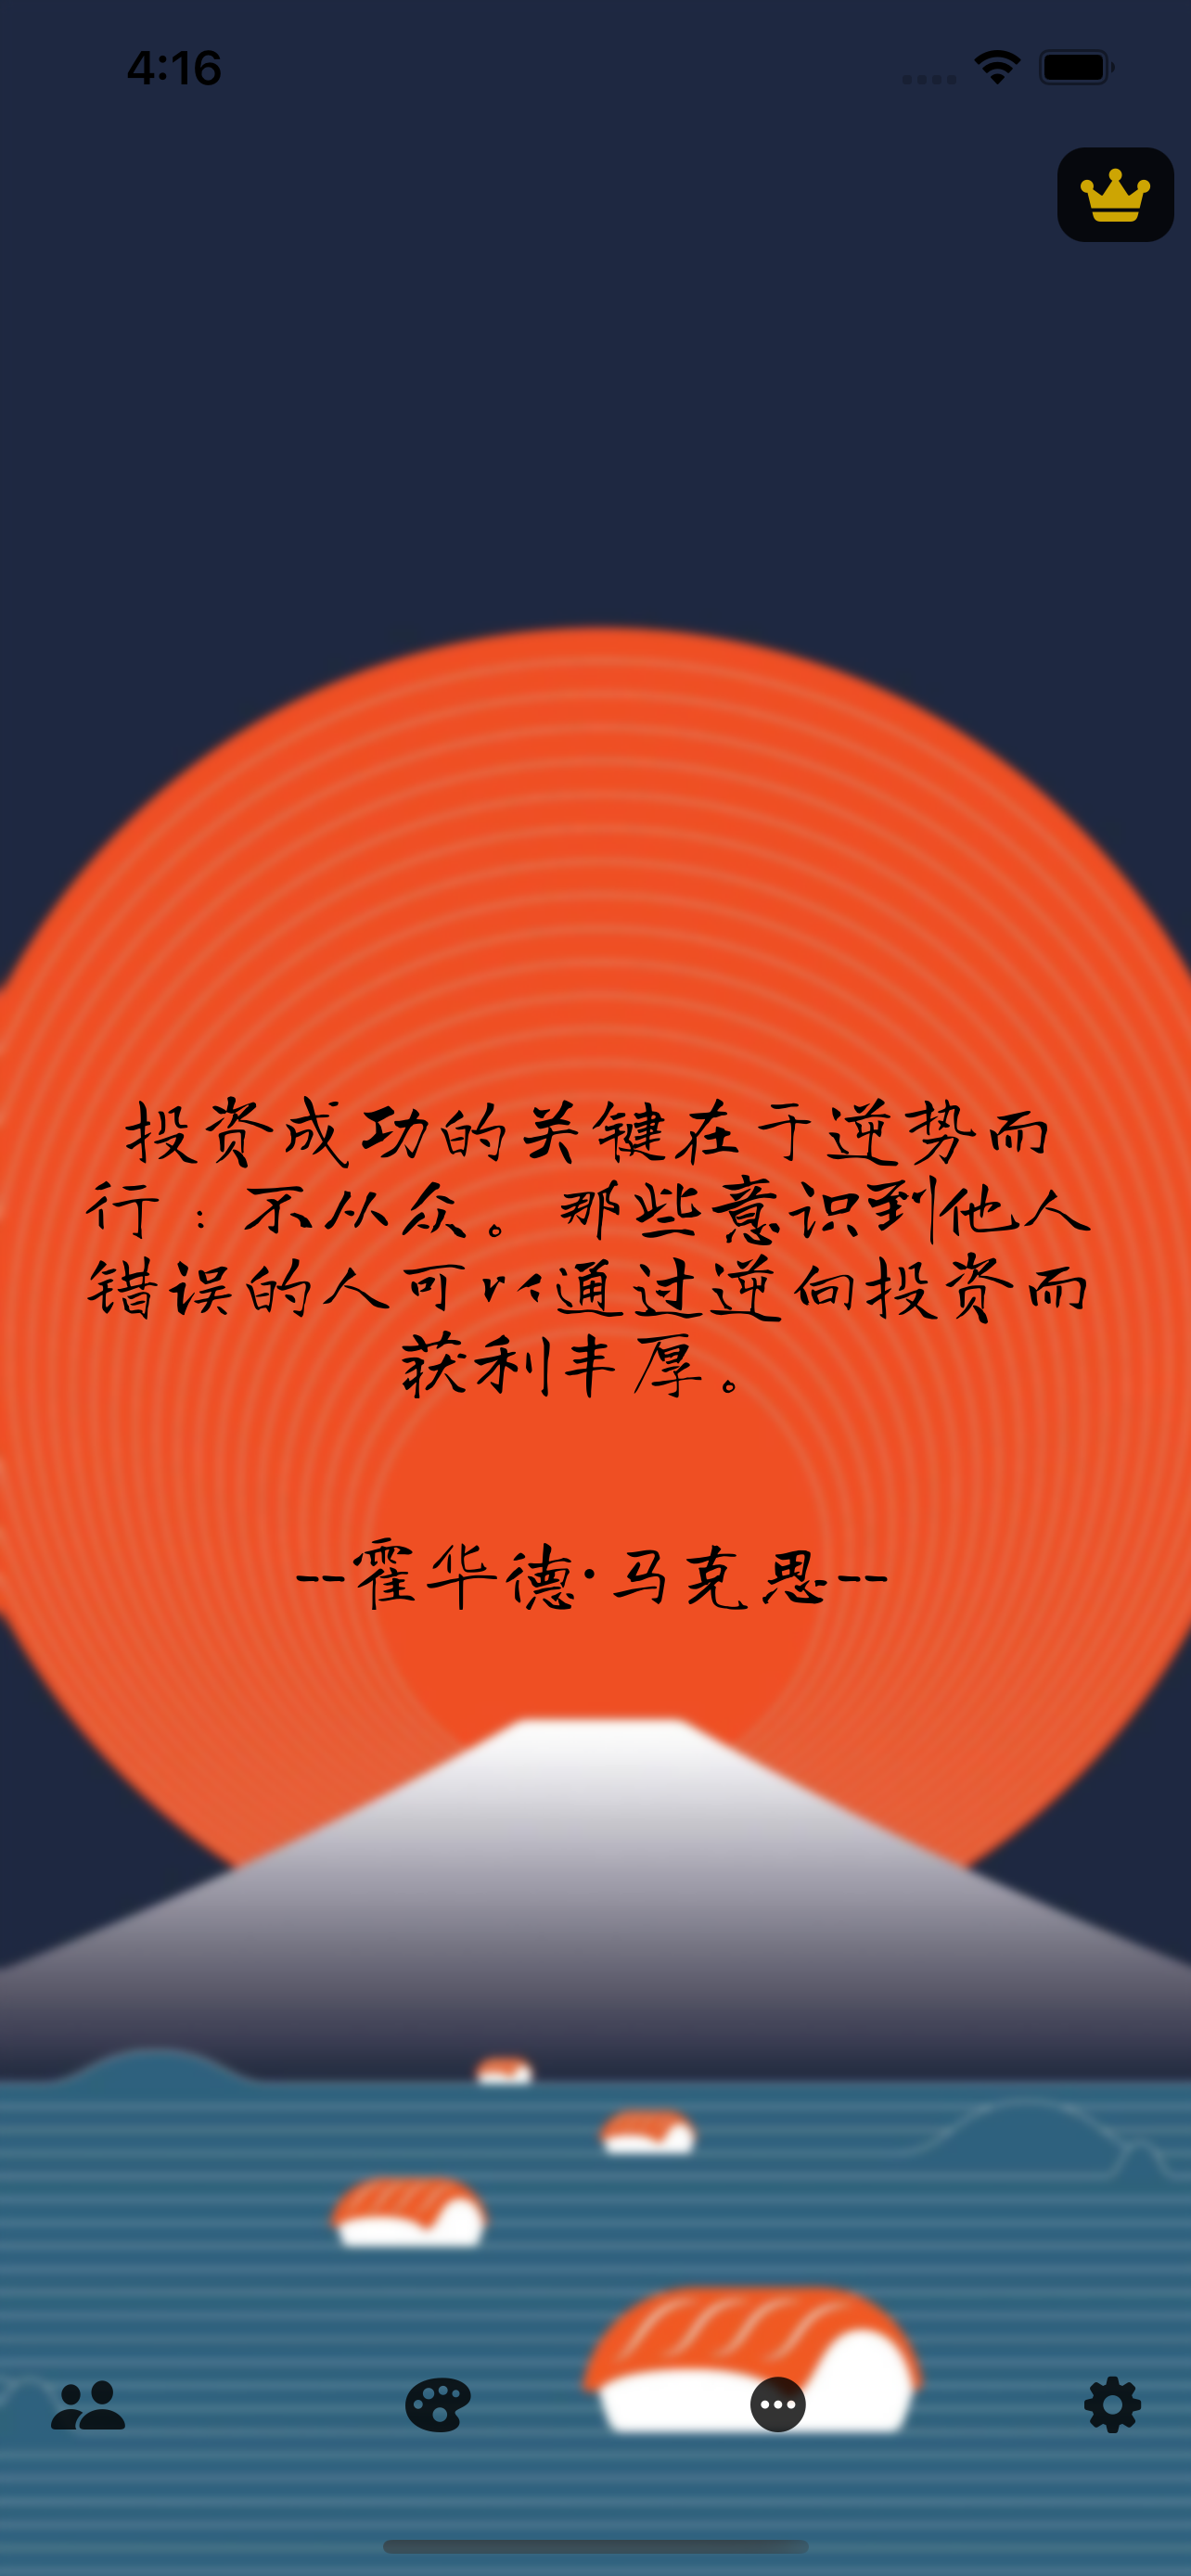 4:16
投资成功的关键在于逆势而
行：不从众。那些意识到他人
错误的人可以通过逆向投资而
获利丰厚。
--霍华德·马克思--